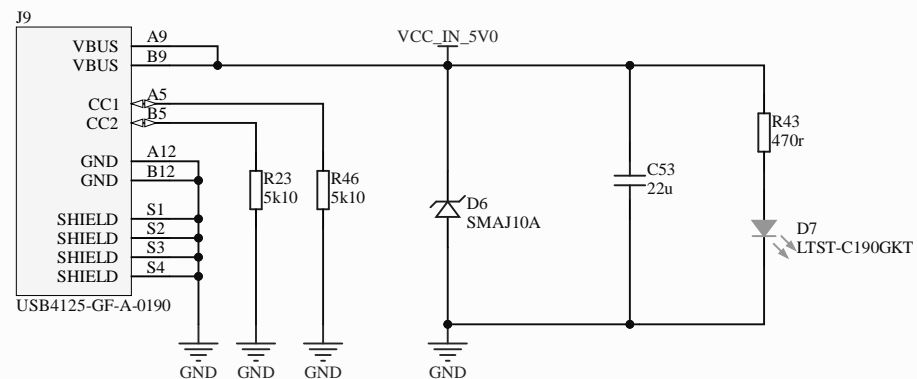 J9
VBUS A9
VBUS B9
CC1 A5
CC2 B5
GND A12
GND B12
SHIELD S1
SHIELD S2
SHIELD S3
SHIELD S4
USB4125-GF-A-0190
R23
5k10
R46
5k10
VCC_IN_5V0
D6
SMAJ10A
C53
22u
R43
470r
D7
LTST-C190GKT
GND
GND
GND
GND